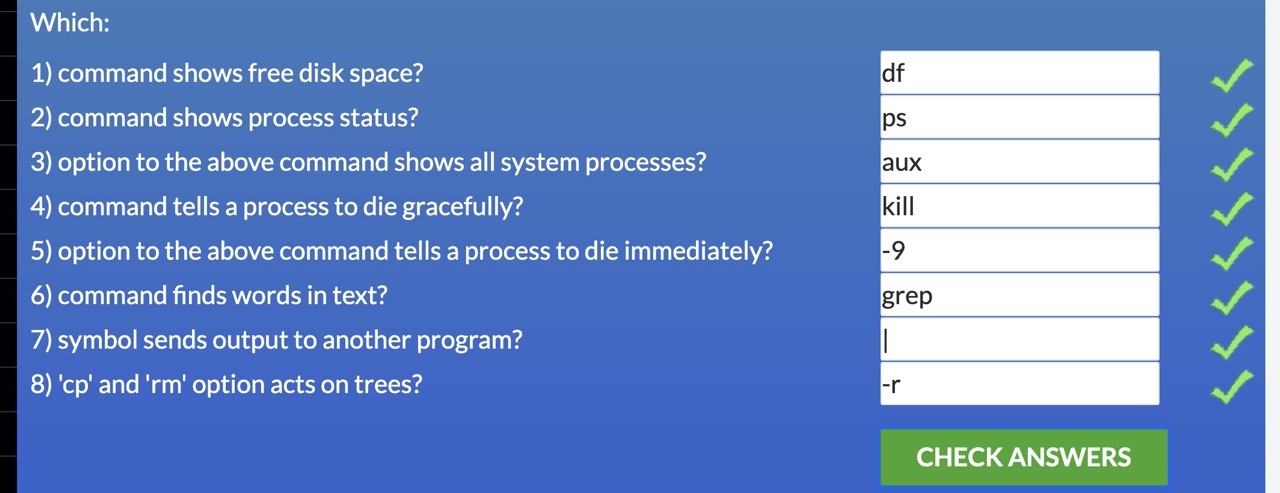 Which:
1) command shows free disk space? df
2) command shows process status? ps
3) option to the above command shows all system processes? aux
4) command tells a process to die gracefully? kill
5) option to the above command tells a process to die immediately? -9
6) command finds words in text? grep
7) symbol sends output to another program? |
8) 'cp' and 'rm' option acts on trees? -r
CHECK ANSWERS